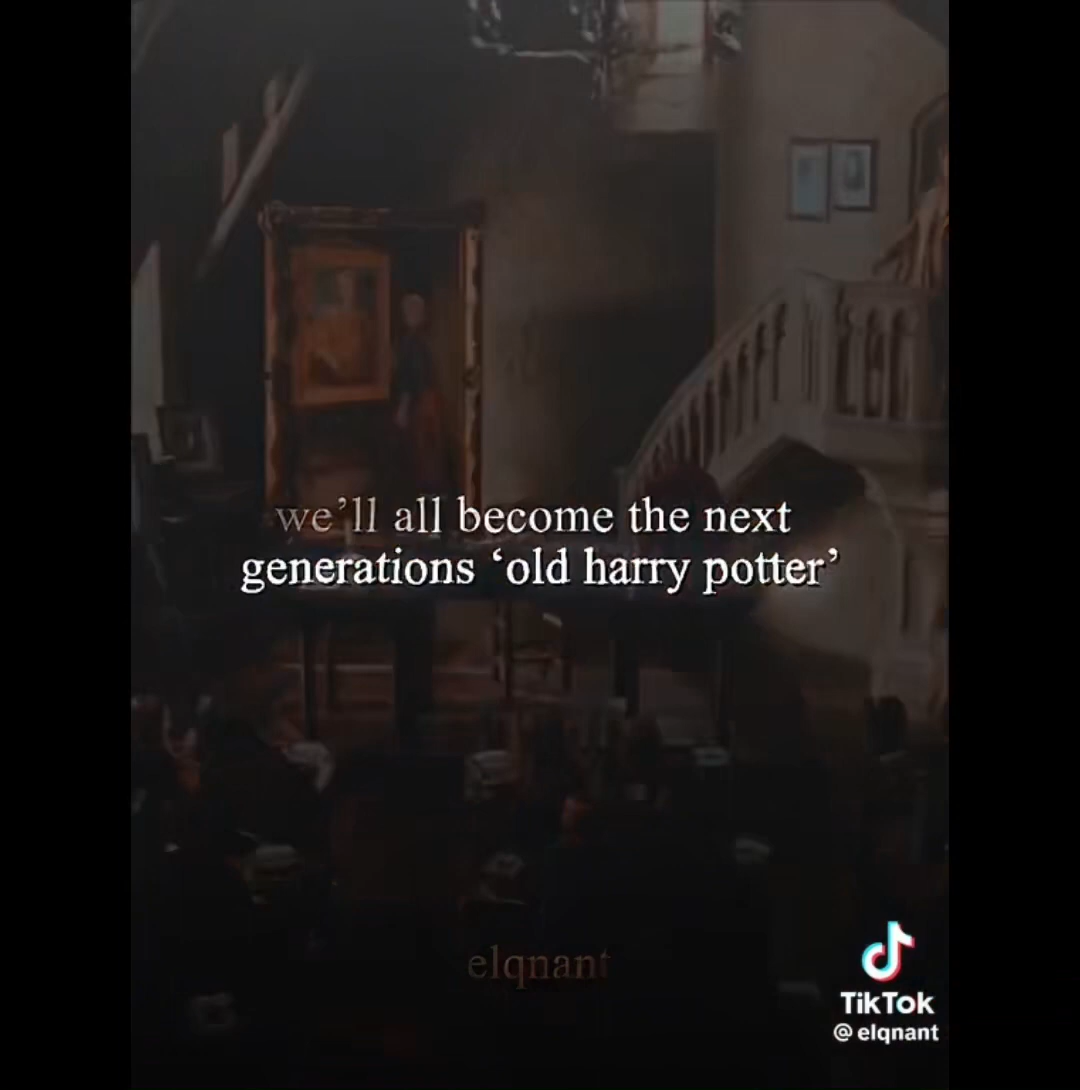 we’ll all become the next
generations ‘old harry potter’
elqnant
TikTok
@elqnant